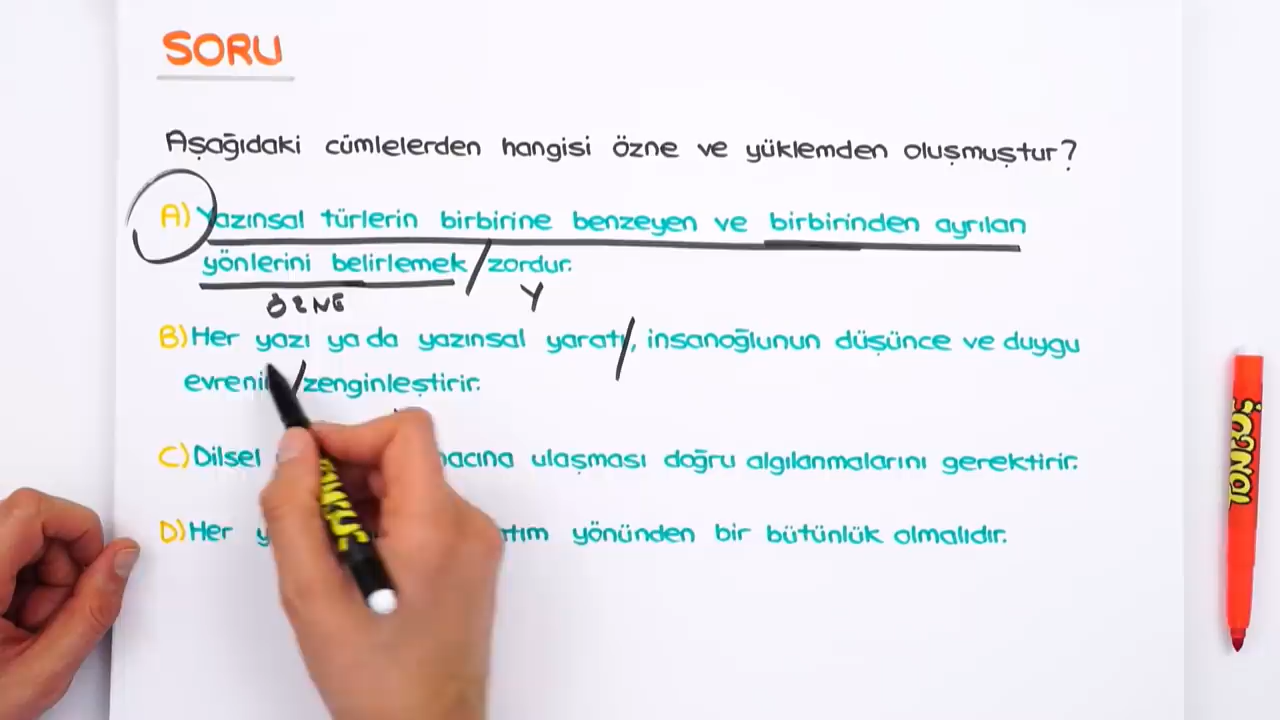 SORU
Aşağıdaki cümlelerden hangisi özne ve yüklemden oluşmuştur?
A) Yazınsal türlerin birbirine benzeyen ve birbirinden ayrılan
yönlerini belirlemek / zordur.
ÖZNE Y
B) Her yazı ya da yazınsal yaratı, insanoğlunun düşünce ve duygu
zenginleştirir.
C) Dilsel ulaşması doğru algılanmalarını gerektirir.
D) Her yönünden bir bütünlük olmalıdır.